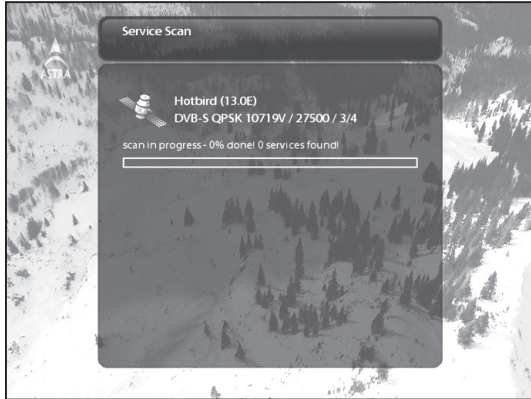 Service Scan
ASTRA
Hotbird (13.0E)
DVB-S QPSK 10719V / 27500 / 3/4
scan in progress - 0% done! 0 services found!